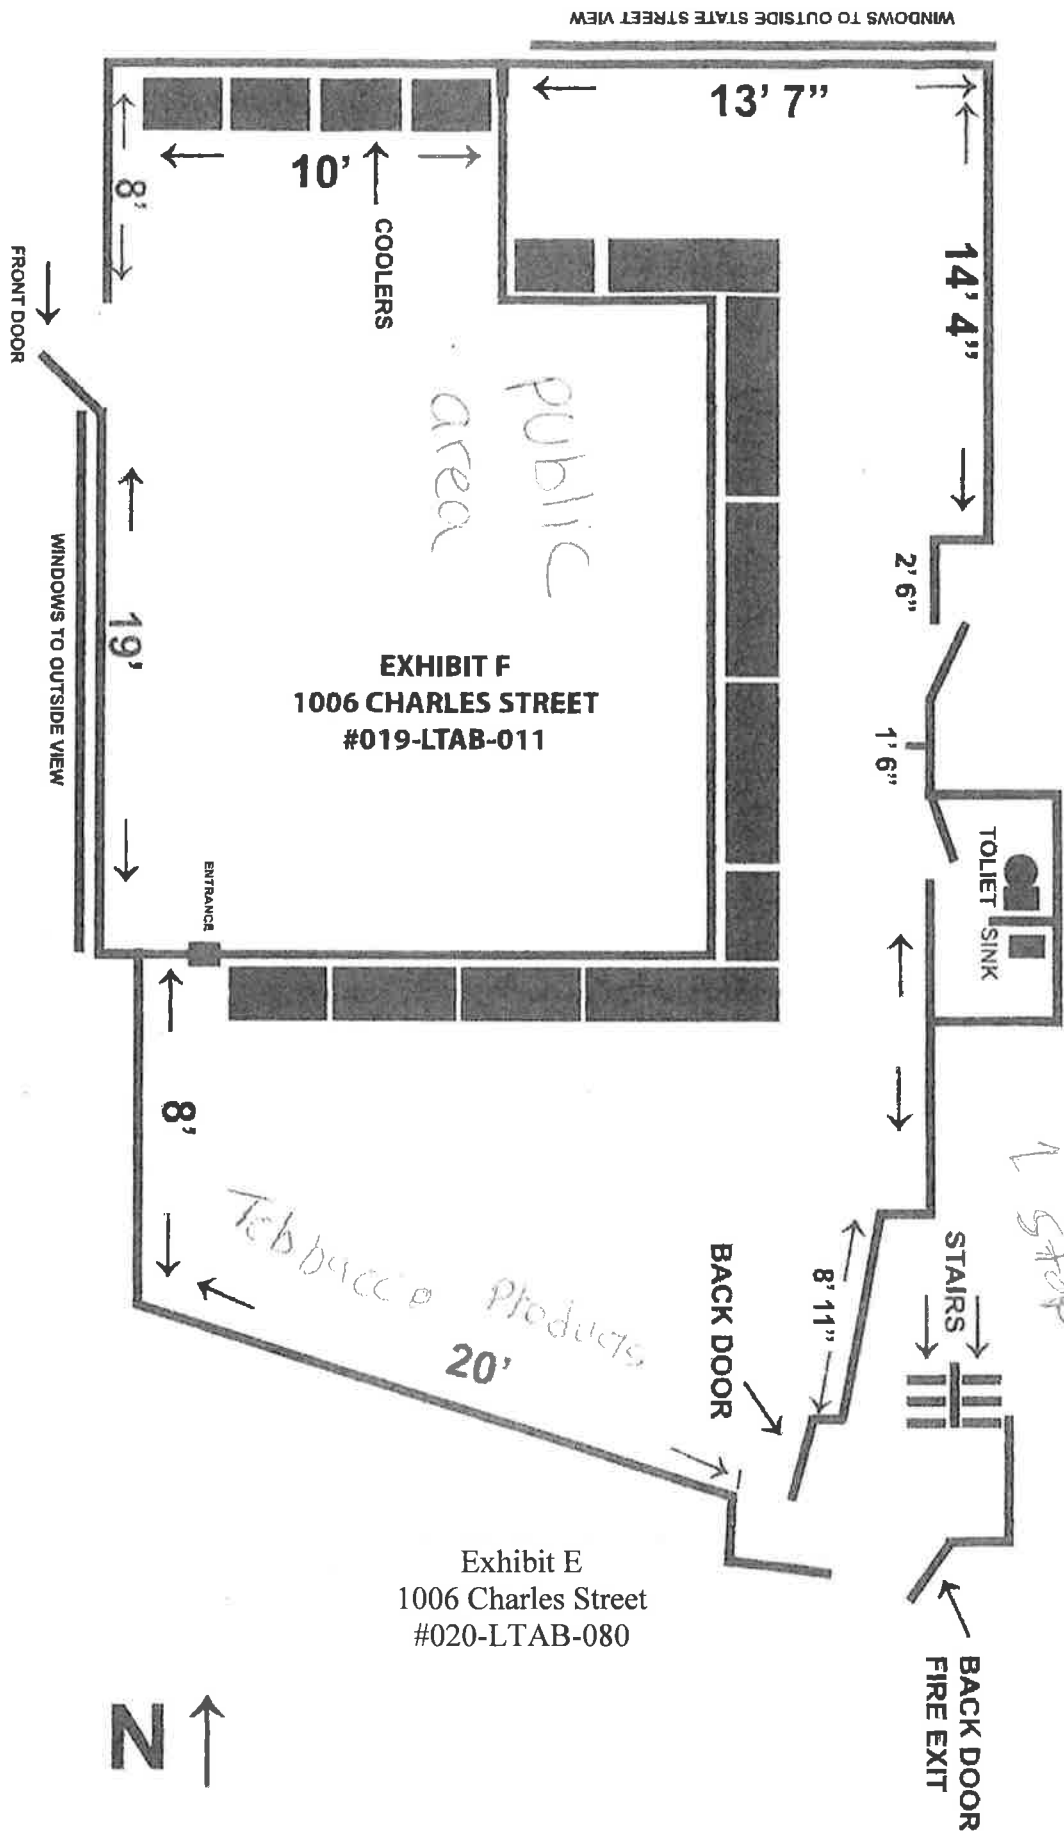 WINDOWS TO OUTSIDE STATE STREET VIEW
13' 7"
10'
8'
14' 4"
COOLERS
FRONT DOOR
public
area
2' 6"
WINDOWS TO OUTSIDE VIEW
19'
EXHIBIT F
1006 CHARLES STREET
#019-LTAB-011
1' 6"
TOLIET
SINK
ENTRANCE
8'
Tebbacco Products
20'
8' 11"
BACK DOOR
STAIRS
Exhibit E
1006 Charles Street
#020-LTAB-080
BACK DOOR
FIRE EXIT
N